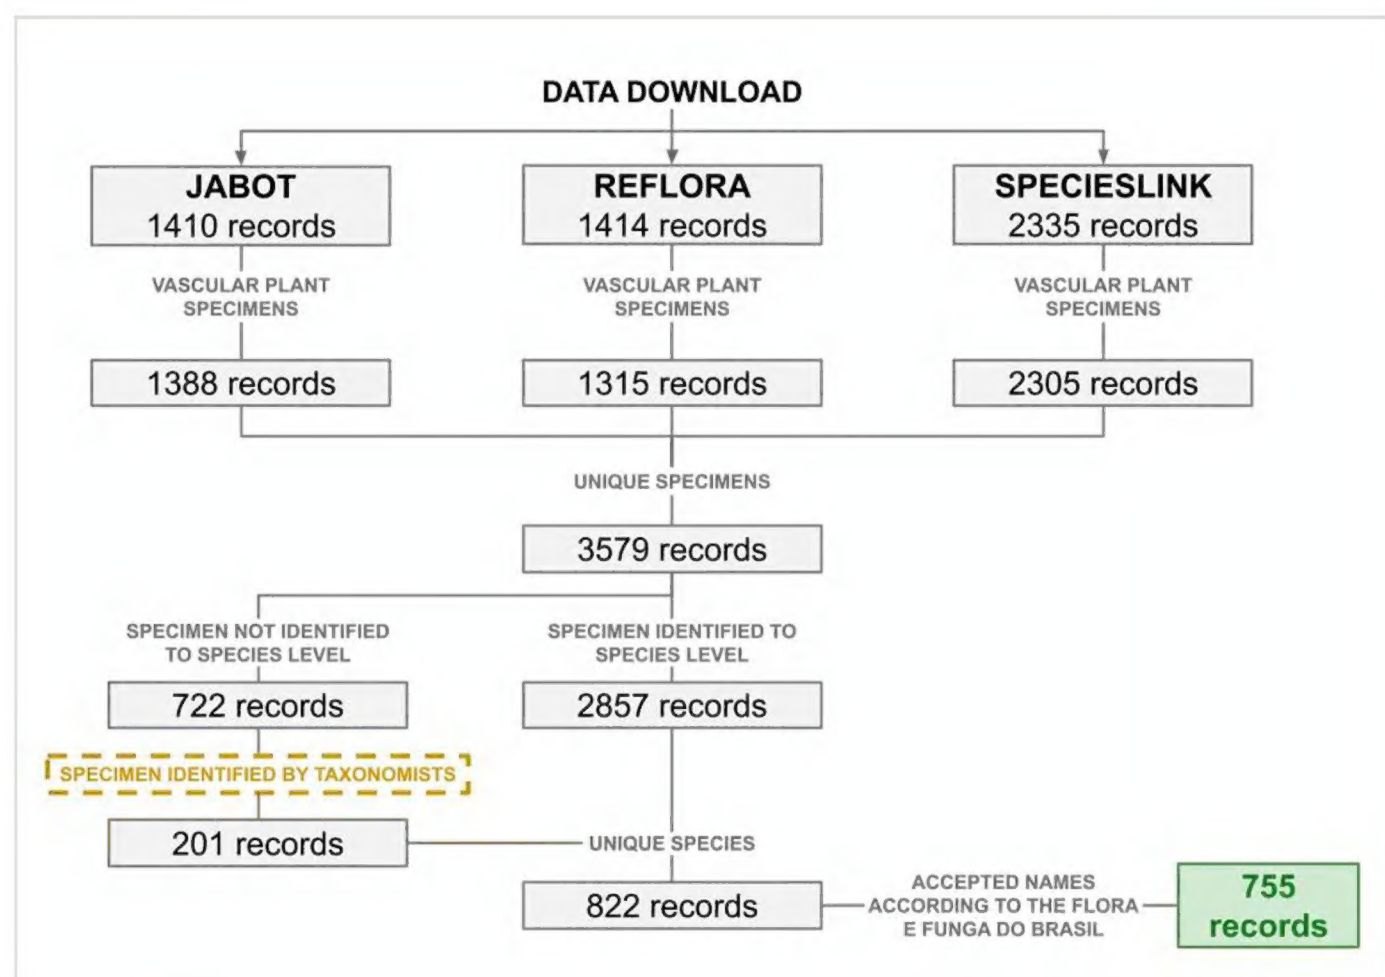 DATA DOWNLOAD
JABOT
1410 records
REFLORA
1414 records
SPECIESLINK
2335 records
VASCULAR PLANT
SPECIMENS
VASCULAR PLANT
SPECIMENS
VASCULAR PLANT
SPECIMENS
1388 records
1315 records
2305 records
UNIQUE SPECIMENS
3579 records
SPECIMEN NOT IDENTIFIED
TO SPECIES LEVEL
SPECIMEN IDENTIFIED TO
SPECIES LEVEL
722 records
2857 records
SPECIMEN IDENTIFIED BY TAXONOMISTS
201 records
UNIQUE SPECIES
822 records
ACCEPTED NAMES
ACCORDING TO THE FLORA
E FUNGA DO BRASIL
755
records